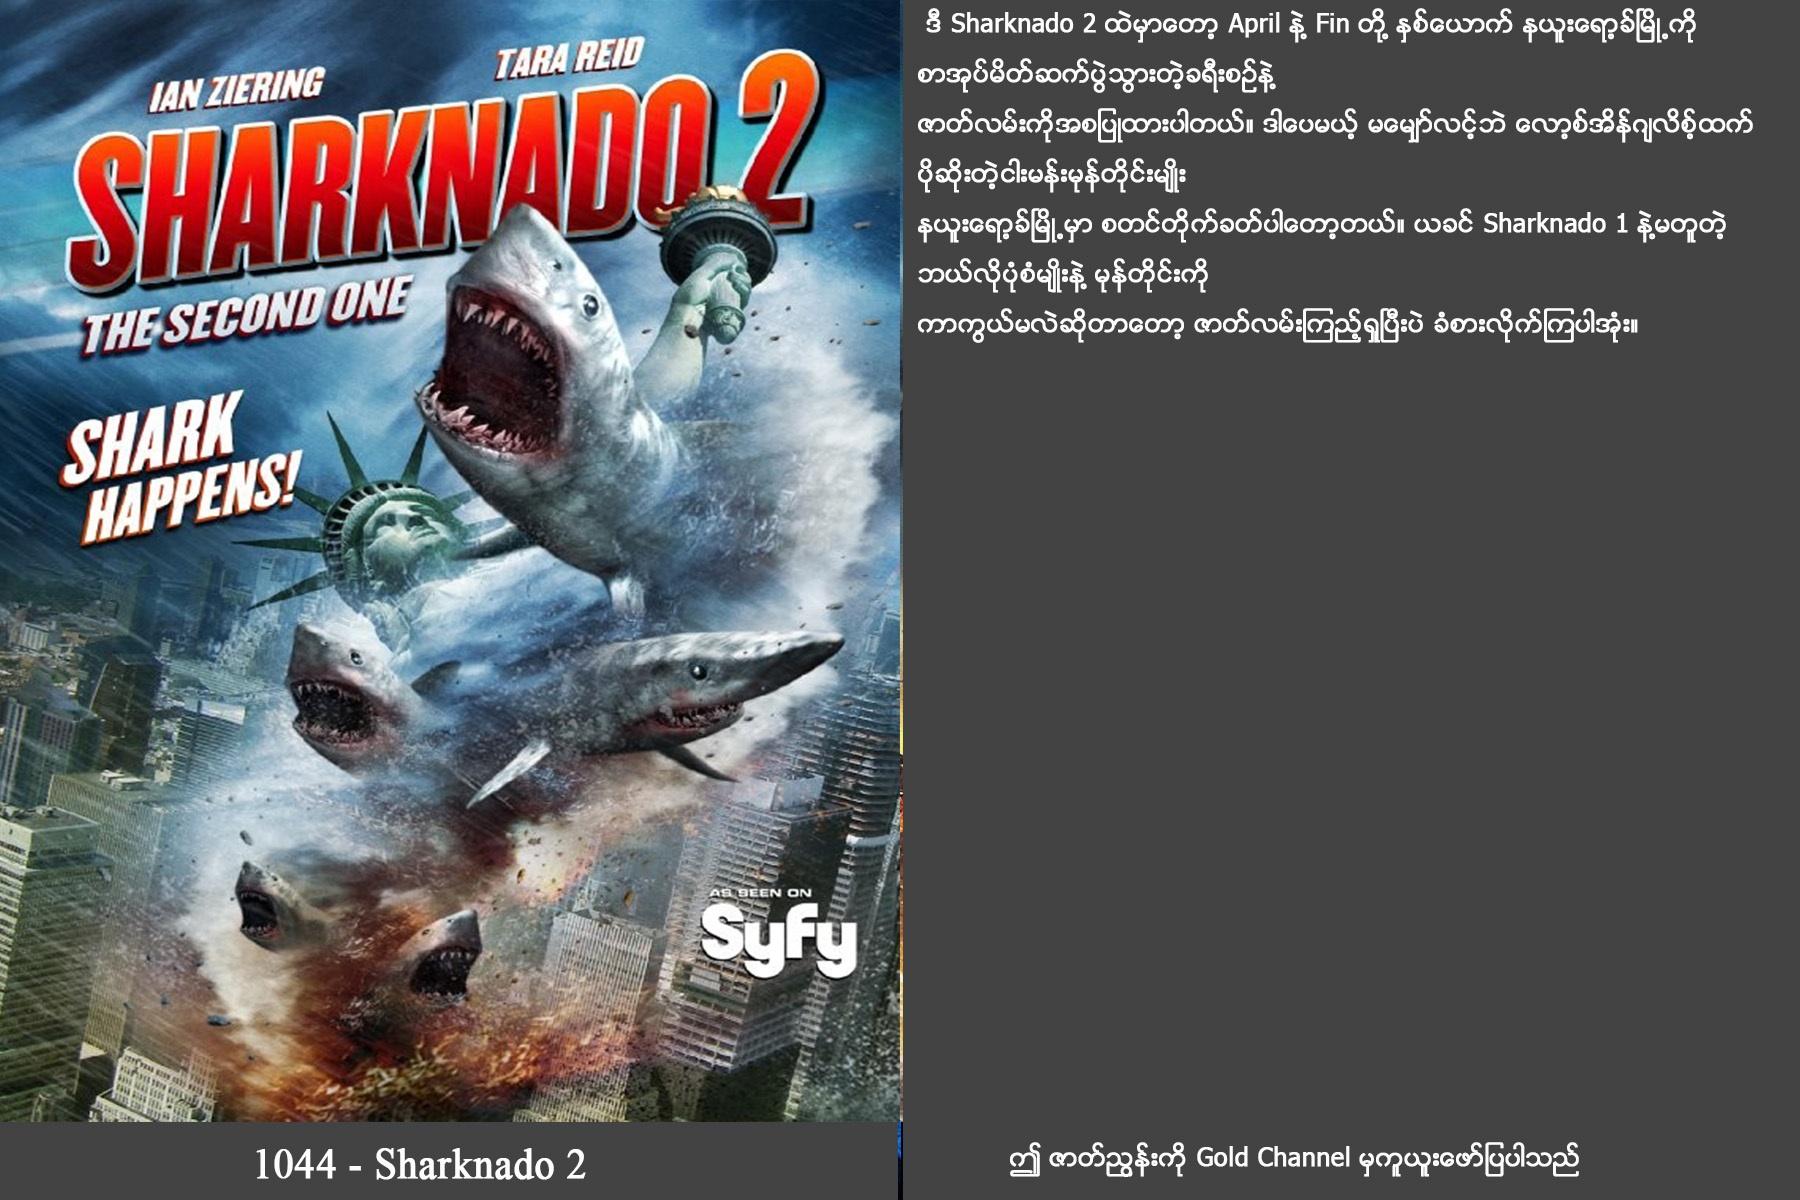 IAN ZIERING
TARA REID
SHARKNADO 2
THE SECOND ONE
SHARK
HAPPENS!
AS SEEN ON
Syfy
1044 - Sharknado 2
ဒီ Sharknado 2 ထဲမှာတော့ April နဲ့ Fin တို့ နှစ်ယောက် နယူးရော့ခ်မြို့ကို
စာအုပ်မိတ်ဆက်ပွဲသွားတဲ့ခရီးစဉ်နဲ့
ဇာတ်လမ်းကိုအစပြုထားပါတယ်။ ဒါပေမယ့် မမျှော်လင့်ဘဲ လော့စ်အိန်ဂျလိစ့်ထက်
ပိုဆိုးတဲ့ငါးမန်းမုန်တိုင်းမျိုး
နယူးရော့ခ်မြို့မှာ စတင်တိုက်ခတ်ပါတော့တယ်။ ယခင် Sharknado 1 နဲ့မတူတဲ့
ဘယ်လိုပုံစံမျိုးနဲ့ မုန်တိုင်းကို
ကာကွယ်မလဲဆိုတာတော့ ဇာတ်လမ်းကြည့်ရှုပြီးပဲ ခံစားလိုက်ကြပါအုံး။
ဤ ဇာတ်ညွှန်းကို Gold Channel မှကူယူးဖော်ပြပါသည်